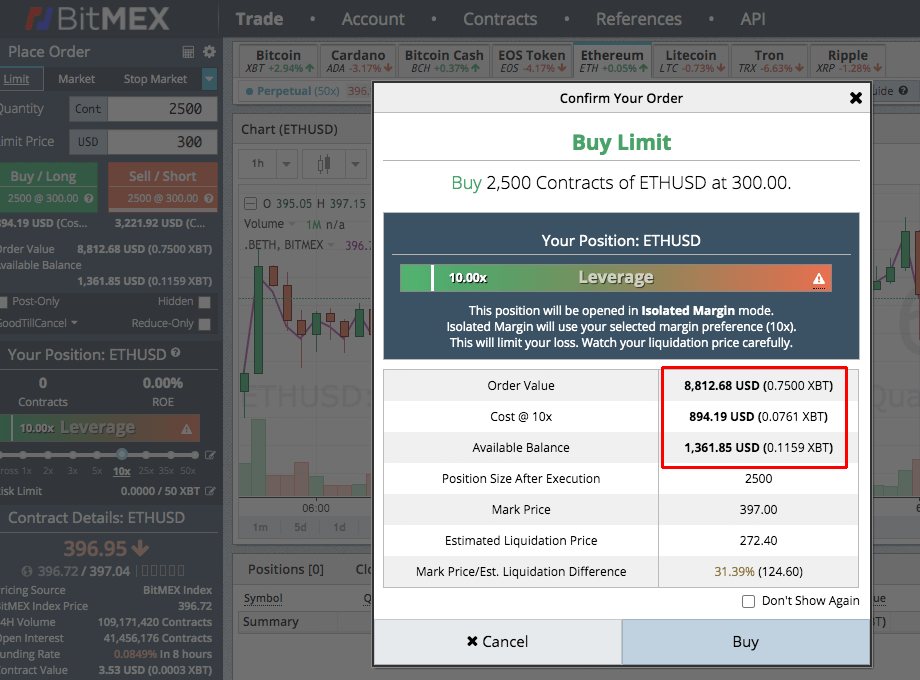 BitMEX
Trade • Account • Contracts • References • API
Place Order
Limit Market Stop Market
Quantity Cont 2500
Limit Price USD 300
Buy / Long
2500 @ 300.00
Sell / Short
2500 @ 300.00
894.19 USD (Cos... 3,221.92 USD (C...
Order Value 8,812.68 USD (0.7500 XBT)
Available Balance
1,361.85 USD (0.1159 XBT)
Post-Only Hidden
GoodTillCancel Reduce-Only
Your Position: ETHUSD
0 0.00%
Contracts ROE
10.00x Leverage
Cross 1x 2x 3x 5x 10x 25x 35x 50x
Risk Limit 0.0000 / 50 XBT
Contract Details: ETHUSD
396.95
396.72 / 397.04
Pricing Source BitMEX Index
BitMEX Index Price 396.72
24H Volume 109,171,420 Contracts
Open Interest 41,456,176 Contracts
Funding Rate 0.0849% In 8 hours
Contract Value 3.53 USD (0.0003 XBT)
Bitcoin
XBT +2.94%
Cardano
ADA -3.17%
Bitcoin Cash
BCH +0.37%
EOS Token
EOS -4.17%
Ethereum
ETH +0.05%
Litecoin
LTC -0.73%
Tron
TRX -6.63%
Ripple
XRP -1.28%
Perpetual (50x) 396.
uide
Chart (ETHUSD)
1h
O 395.05 H 397.15
Volume 1M n/a
.BETH, BITMEX 396.7
ETHUSD
Qua
06:00
1m 5d 1d
Positions [0] Clo
Symbol Q
ue
Summary
BT)
Confirm Your Order
Buy Limit
Buy 2,500 Contracts of ETHUSD at 300.00.
Your Position: ETHUSD
10.00x Leverage
This position will be opened in Isolated Margin mode.
Isolated Margin will use your selected margin preference (10x).
This will limit your loss. Watch your liquidation price carefully.
Order Value 8,812.68 USD (0.7500 XBT)
Cost @ 10x 894.19 USD (0.0761 XBT)
Available Balance 1,361.85 USD (0.1159 XBT)
Position Size After Execution 2500
Mark Price 397.00
Estimated Liquidation Price 272.40
Mark Price/Est. Liquidation Difference 31.39% (124.60)
Don't Show Again
Cancel Buy